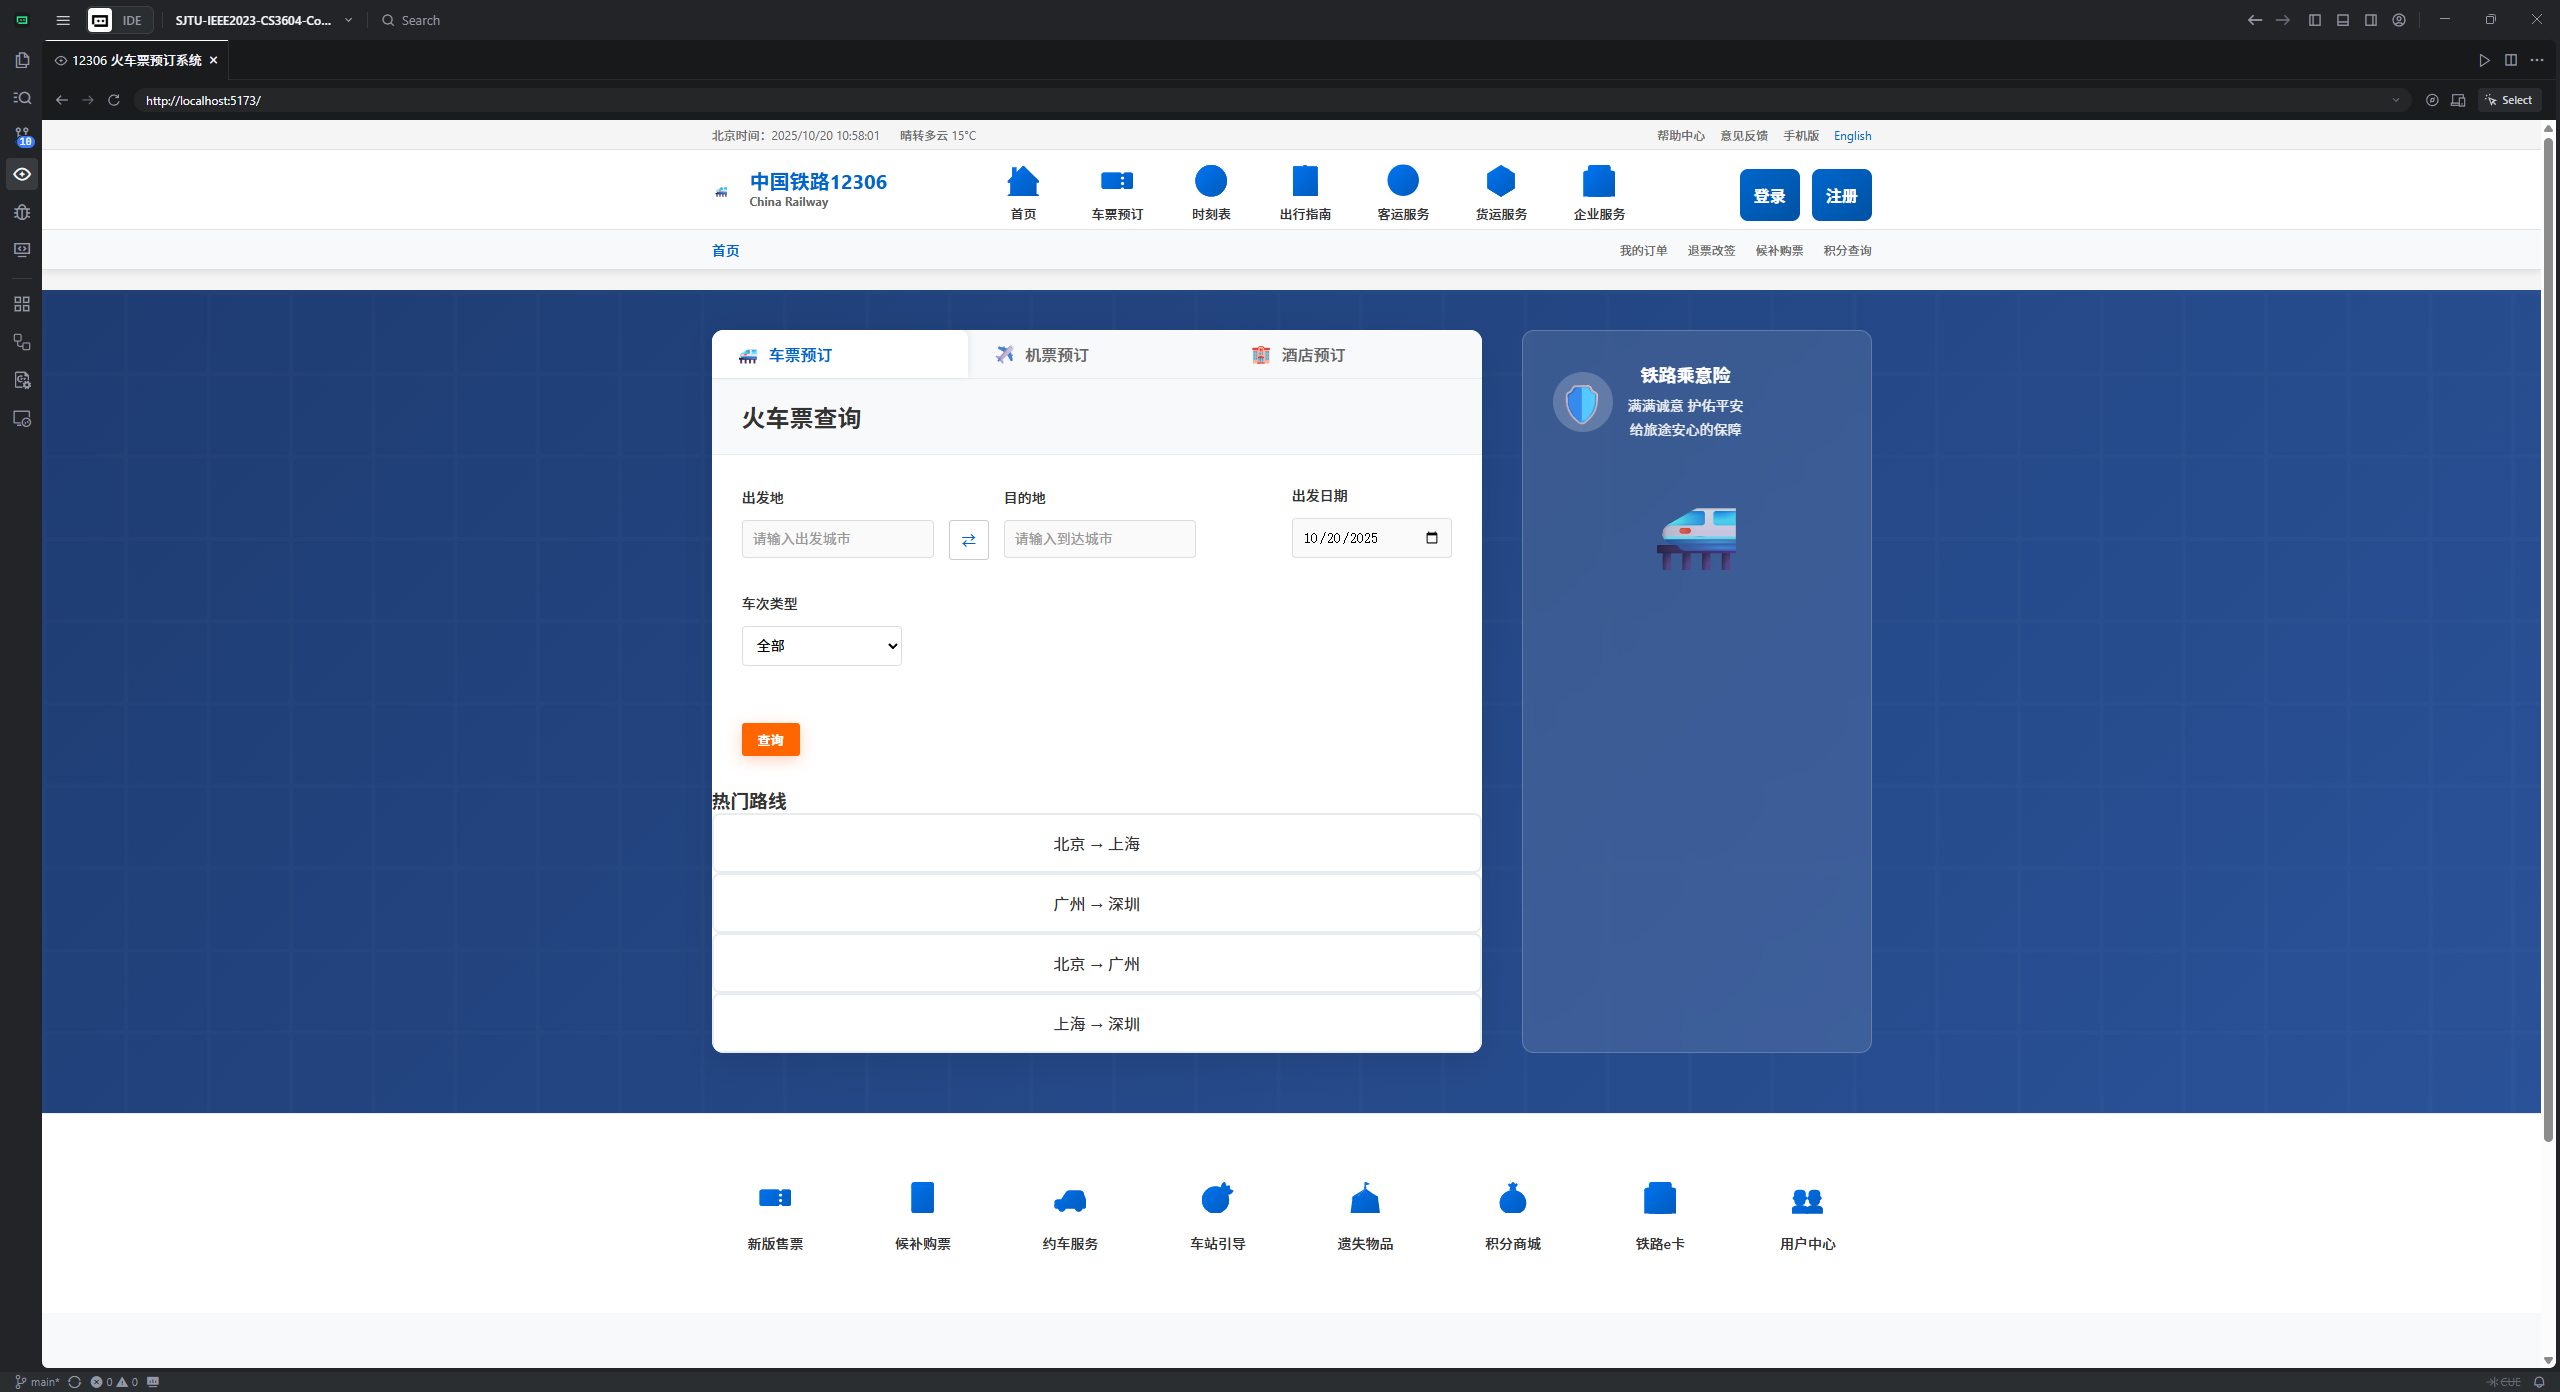 IDE
SJTU-IEEE2023-CS3604-Co...
Search
12306 火车票预订系统
http://localhost:5173/
Select
10
北京时间：2025/10/20 10:58:01 晴转多云 15°C
帮助中心 意见反馈 手机版 English
中国铁路12306
China Railway
首页 车票预订 时刻表 出行指南 客运服务 货运服务 企业服务
登录 注册
首页
我的订单 退票改签 候补购票 积分查询
车票预订 机票预订 酒店预订
火车票查询
出发地 目的地 出发日期
请输入出发城市 ⇄ 请输入到达城市 10/20/2025
车次类型
全部
查询
热门路线
北京 → 上海
广州 → 深圳
北京 → 广州
上海 → 深圳
铁路乘意险
满满诚意 护佑平安
给旅途安心的保障
新版售票 候补购票 约车服务 车站引导 遗失物品 积分商城 铁路e卡 用户中心
main* 0 0
CUE